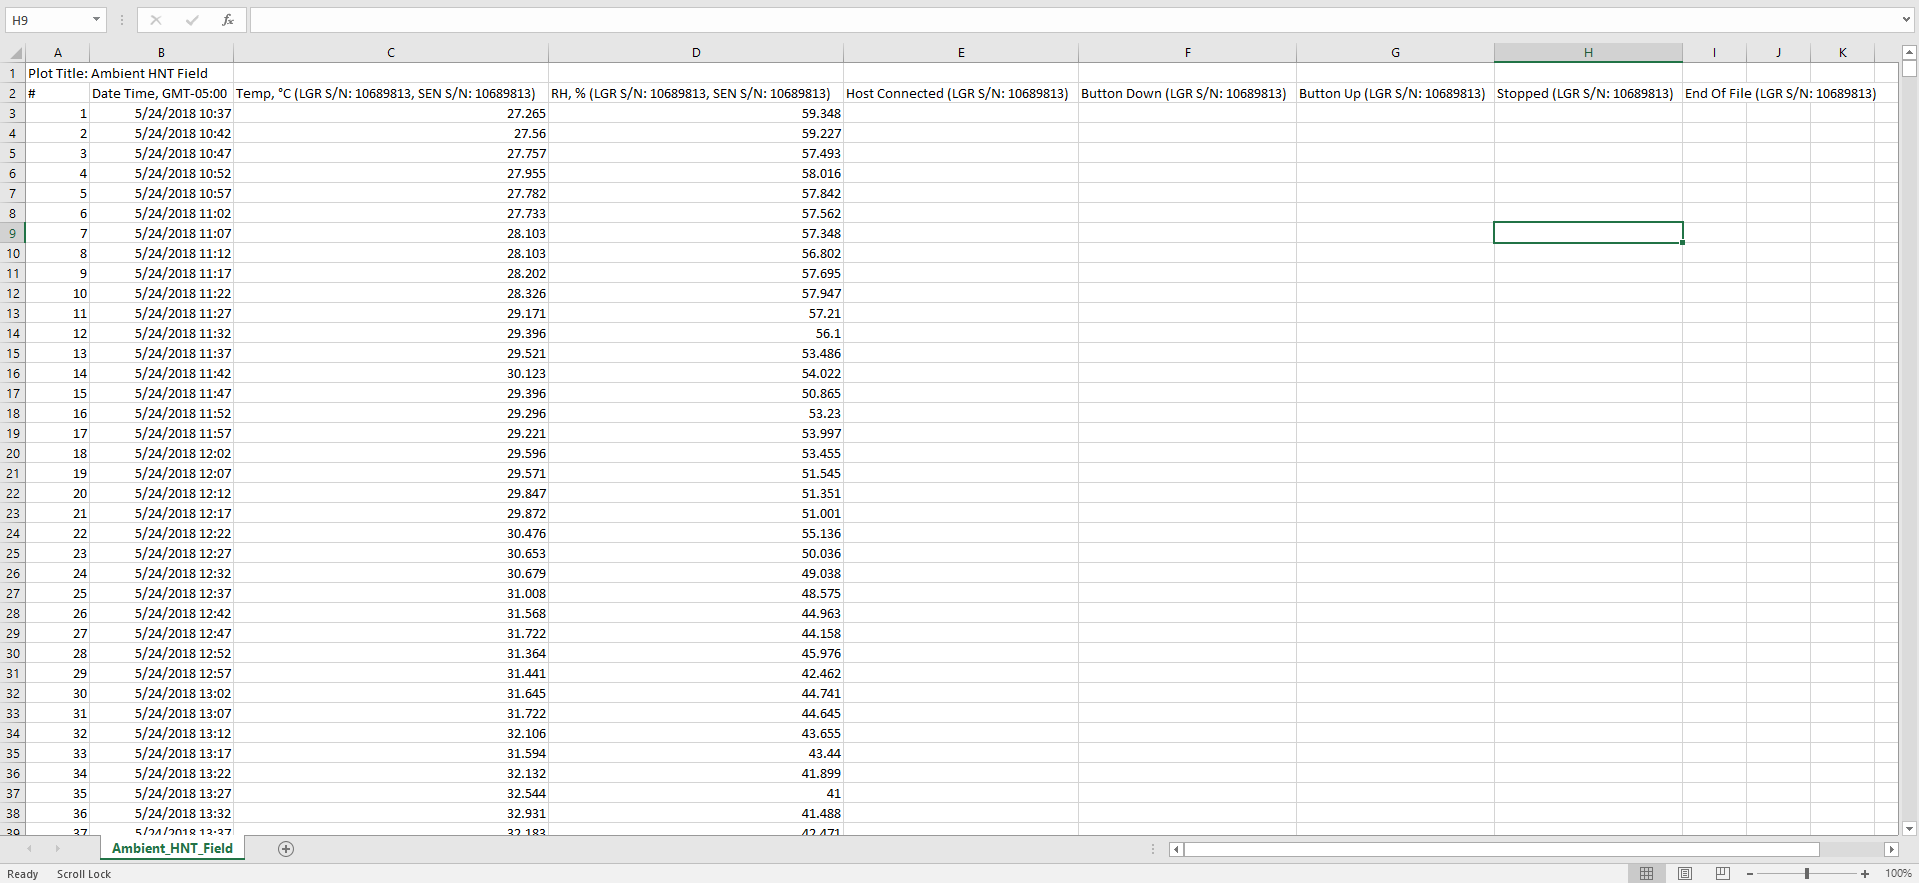 H9
fx
A B C D E F G H I J K
1 Plot Title: Ambient HNT Field
2 # Date Time, GMT-05:00 Temp, °C (LGR S/N: 10689813, SEN S/N: 10689813) RH, % (LGR S/N: 10689813, SEN S/N: 10689813) Host Connected (LGR S/N: 10689813) Button Down (LGR S/N: 10689813) Button Up (LGR S/N: 10689813) Stopped (LGR S/N: 10689813) End Of File (LGR S/N: 10689813)
3 1 5/24/2018 10:37 27.265 59.348
4 2 5/24/2018 10:42 27.56 59.227
5 3 5/24/2018 10:47 27.757 57.493
6 4 5/24/2018 10:52 27.955 58.016
7 5 5/24/2018 10:57 27.782 57.842
8 6 5/24/2018 11:02 27.733 57.562
9 7 5/24/2018 11:07 28.103 57.348
10 8 5/24/2018 11:12 28.103 56.802
11 9 5/24/2018 11:17 28.202 57.695
12 10 5/24/2018 11:22 28.326 57.947
13 11 5/24/2018 11:27 29.171 57.21
14 12 5/24/2018 11:32 29.396 56.1
15 13 5/24/2018 11:37 29.521 53.486
16 14 5/24/2018 11:42 30.123 54.022
17 15 5/24/2018 11:47 29.396 50.865
18 16 5/24/2018 11:52 29.296 53.23
19 17 5/24/2018 11:57 29.221 53.997
20 18 5/24/2018 12:02 29.596 53.455
21 19 5/24/2018 12:07 29.571 51.545
22 20 5/24/2018 12:12 29.847 51.351
23 21 5/24/2018 12:17 29.872 51.001
24 22 5/24/2018 12:22 30.476 55.136
25 23 5/24/2018 12:27 30.653 50.036
26 24 5/24/2018 12:32 30.679 49.038
27 25 5/24/2018 12:37 31.008 48.575
28 26 5/24/2018 12:42 31.568 44.963
29 27 5/24/2018 12:47 31.722 44.158
30 28 5/24/2018 12:52 31.364 45.976
31 29 5/24/2018 12:57 31.441 42.462
32 30 5/24/2018 13:02 31.645 44.741
33 31 5/24/2018 13:07 31.722 44.645
34 32 5/24/2018 13:12 32.106 43.655
35 33 5/24/2018 13:17 31.594 43.44
36 34 5/24/2018 13:22 32.132 41.899
37 35 5/24/2018 13:27 32.544 41
38 36 5/24/2018 13:32 32.931 41.488
39 37 5/24/2018 13:37 32.183 42.471
Ambient_HNT_Field
Ready Scroll Lock 100%